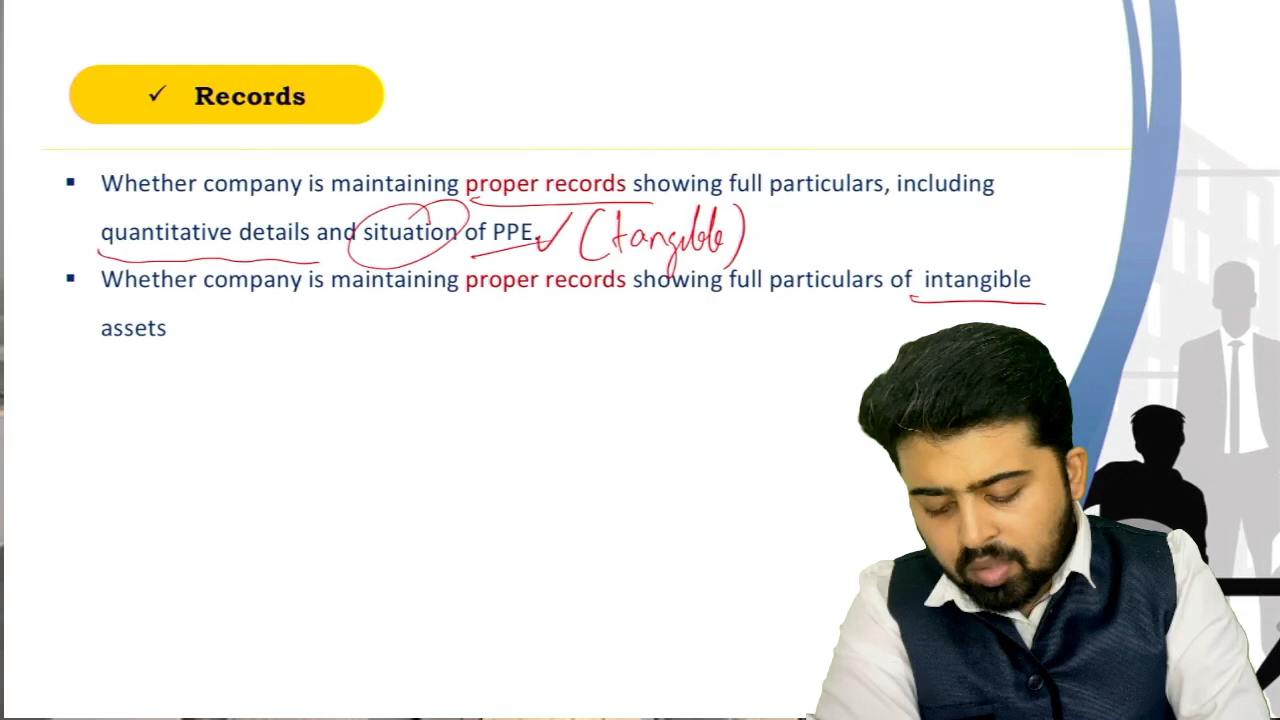 ✓ Records
▪ Whether company is maintaining proper records showing full particulars, including
quantitative details and situation of PPE. ✓ (tangible)
▪ Whether company is maintaining proper records showing full particulars of intangible
assets